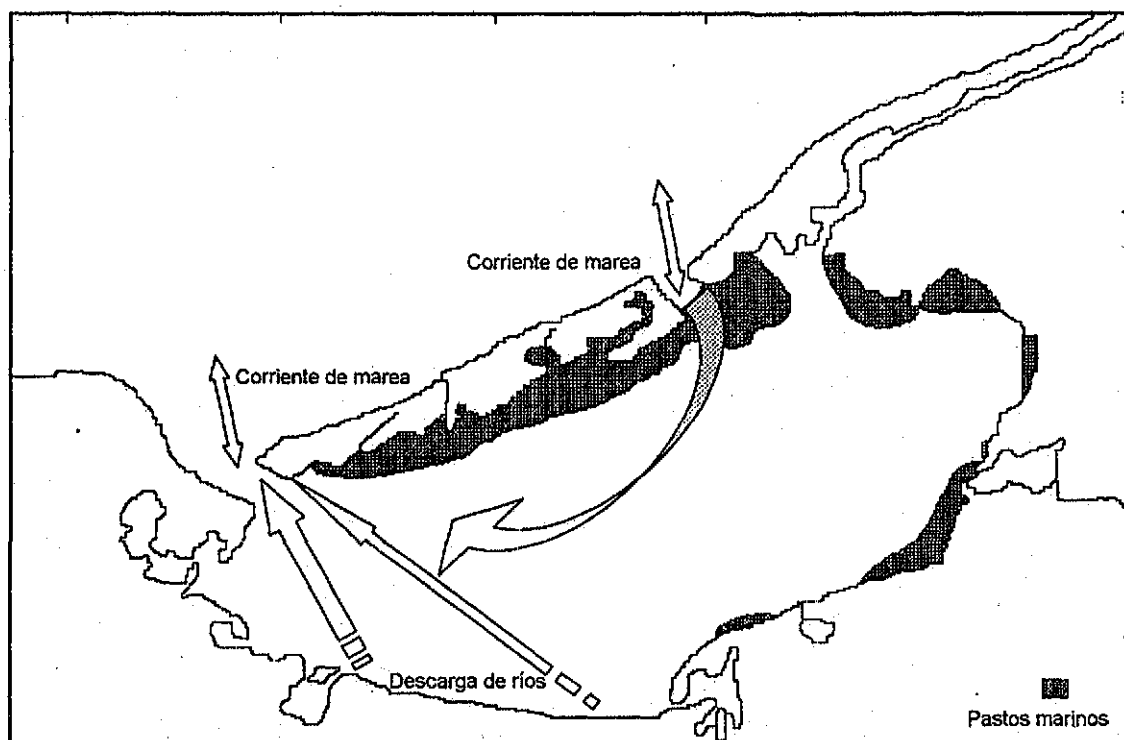 Corriente de marea
Corriente de marea
Descarga de ríos
Pastos marinos